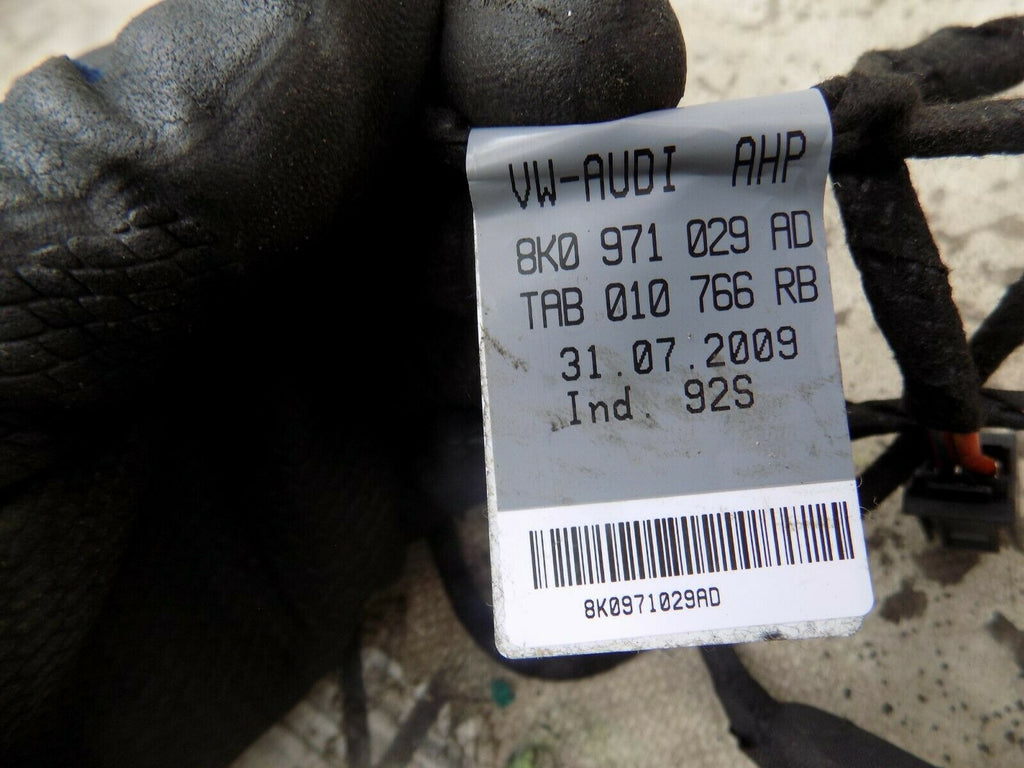 VW-AUDI AHP
8K0 971 029 AD
TAB 010 766 RB
31.07.2009
Ind. 92S
8K0971029AD